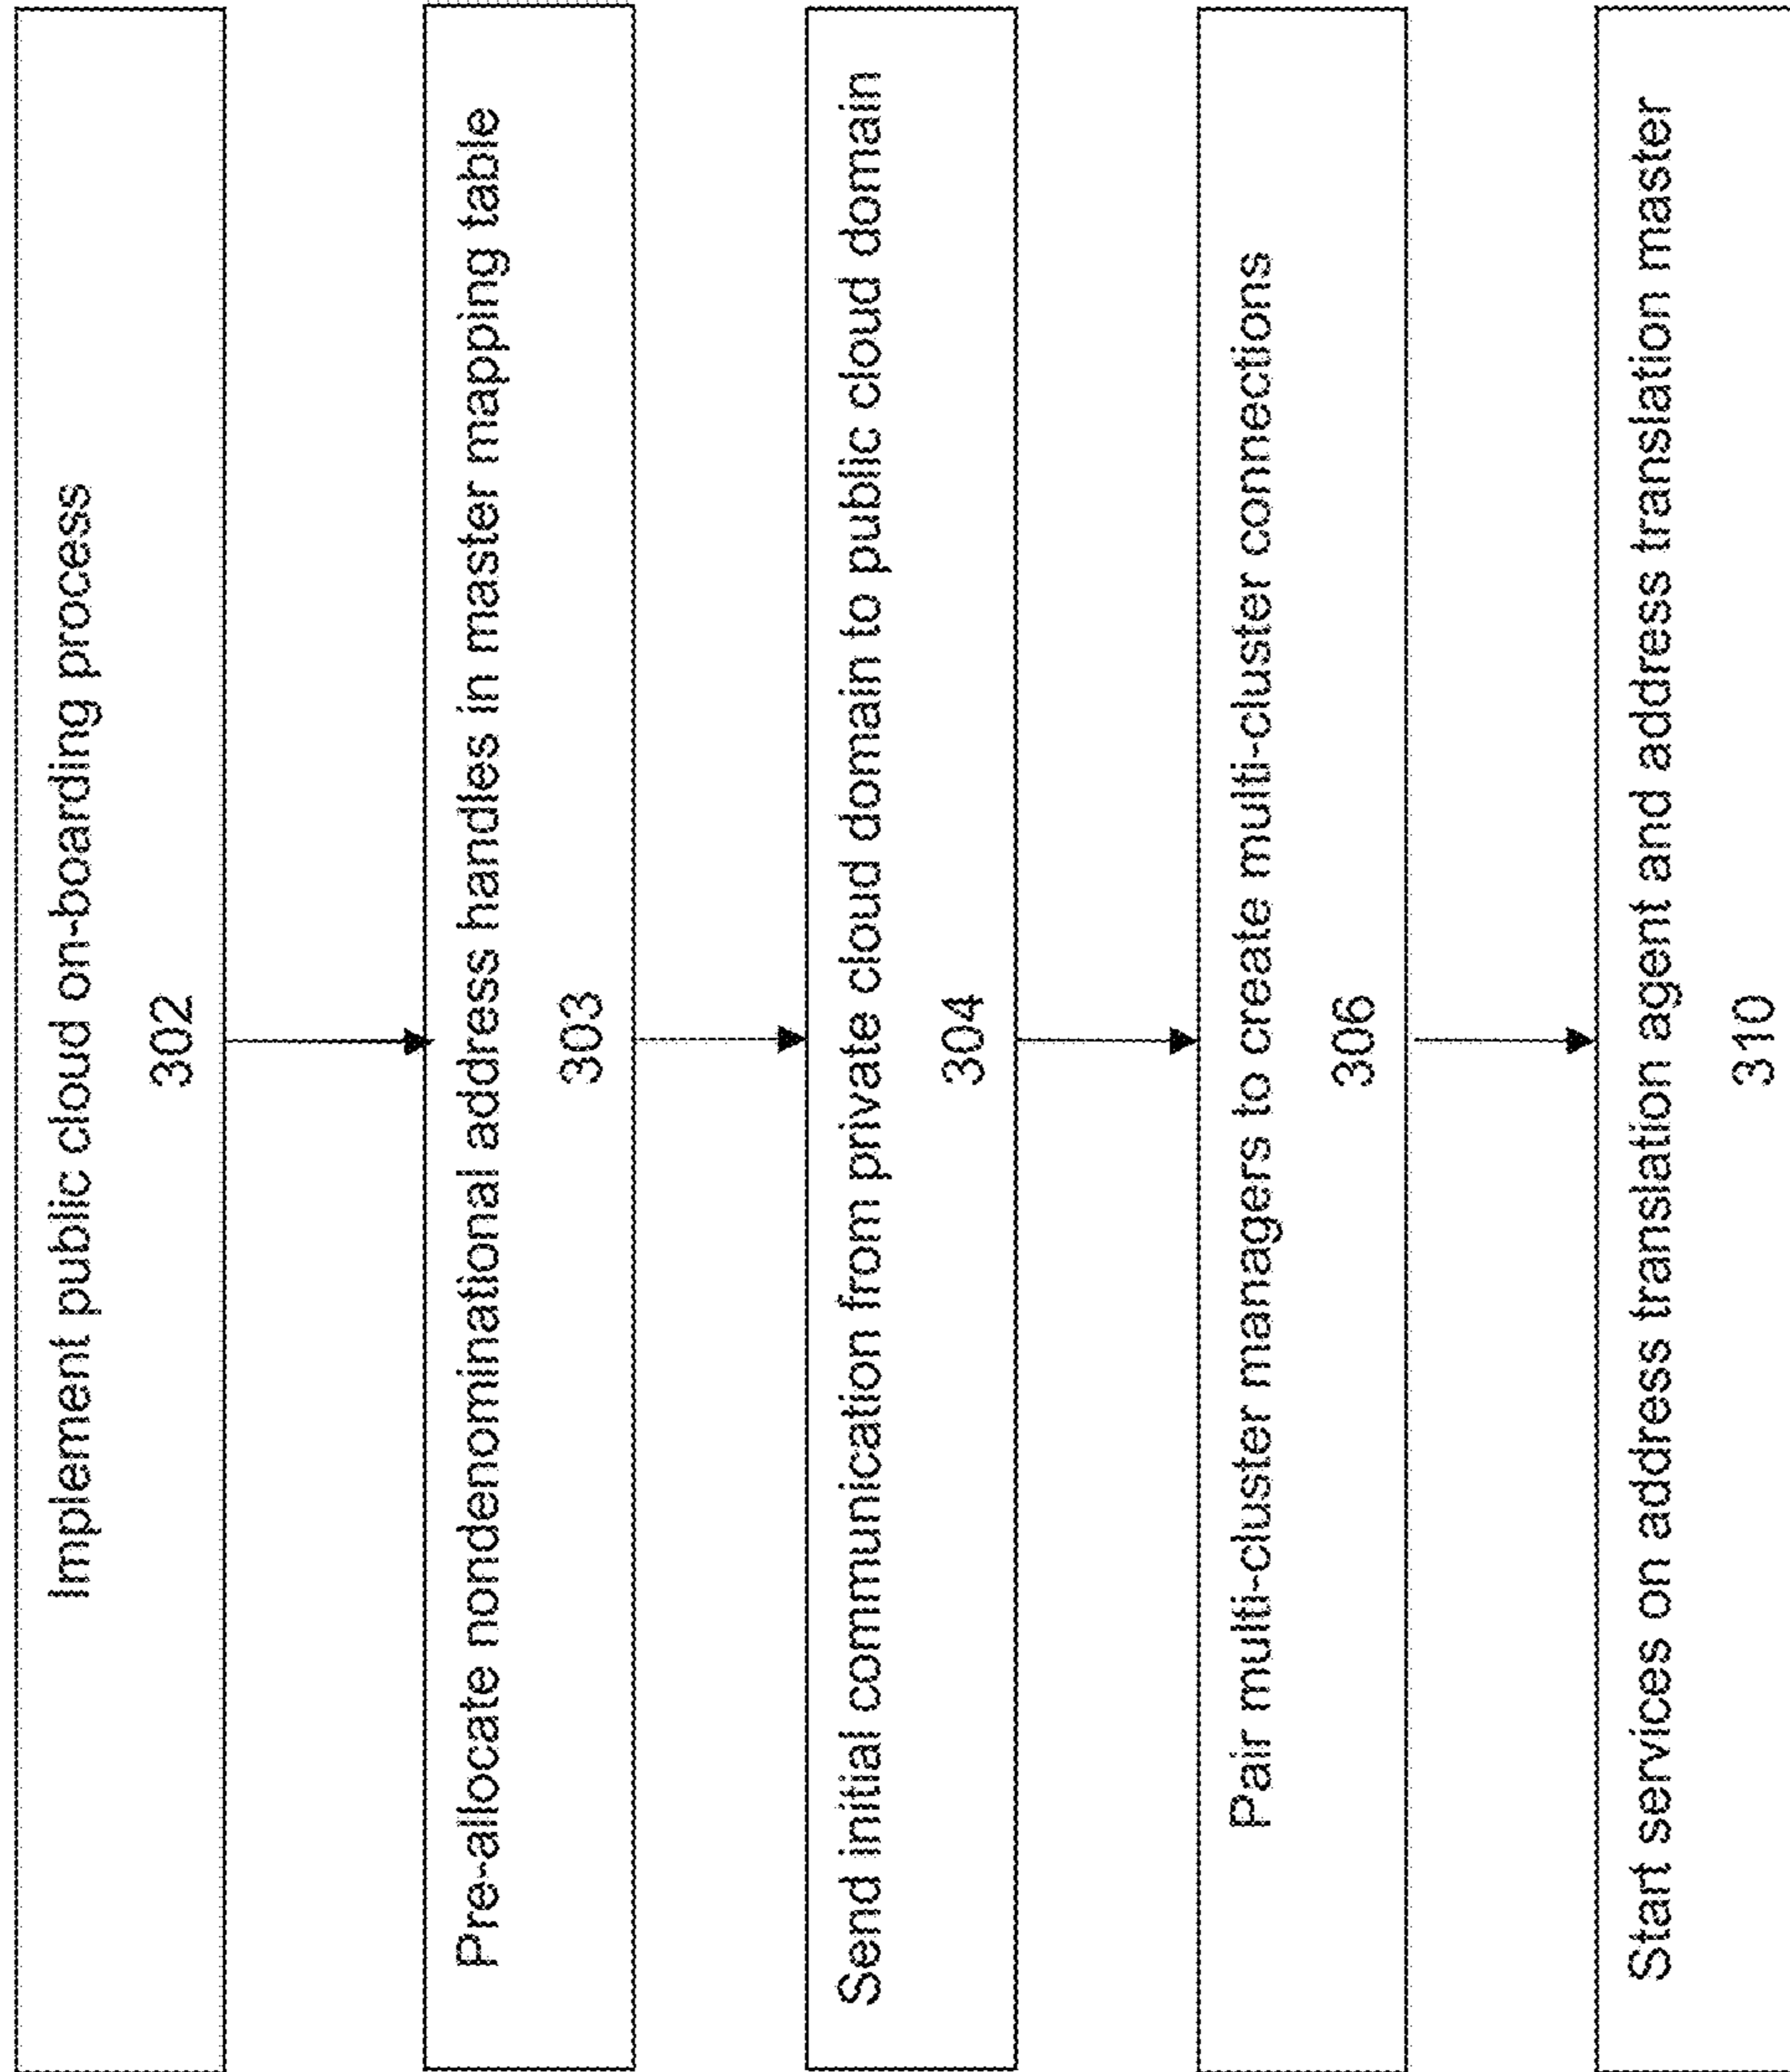 Implement public cloud on-boarding process
302
Pre-allocate nondenominational address handles in master mapping table
303
Send initial communication from private cloud domain to public cloud domain
304
Pair multi-cluster managers to create multi-cluster connections
306
Start services on address translation agent and address translation master
310